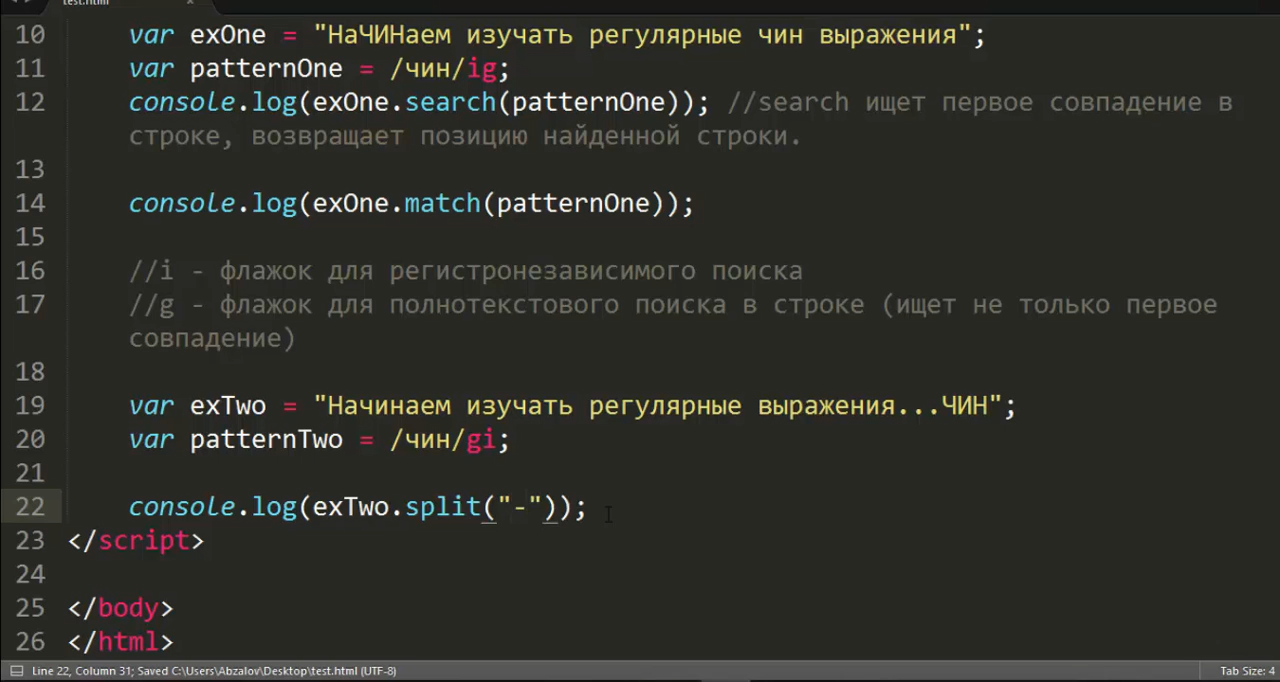 test.html ×
10 var exOne = "НаЧИНаем изучать регулярные чин выражения";
11 var patternOne = /чин/ig;
12 console.log(exOne.search(patternOne)); //search ищет первое совпадение в
строке, возвращает позицию найденной строки.
13
14 console.log(exOne.match(patternOne));
15
16 //i - флажок для регистронезависимого поиска
17 //g - флажок для полнотекстового поиска в строке (ищет не только первое
совпадение)
18
19 var exTwo = "Начинаем изучать регулярные выражения...ЧИН";
20 var patternTwo = /чин/gi;
21
22 console.log(exTwo.split("-"));
23 </script>
24
25 </body>
26 </html>
Line 22, Column 31; Saved C:\Users\Abzalov\Desktop\test.html (UTF-8) Tab Size: 4